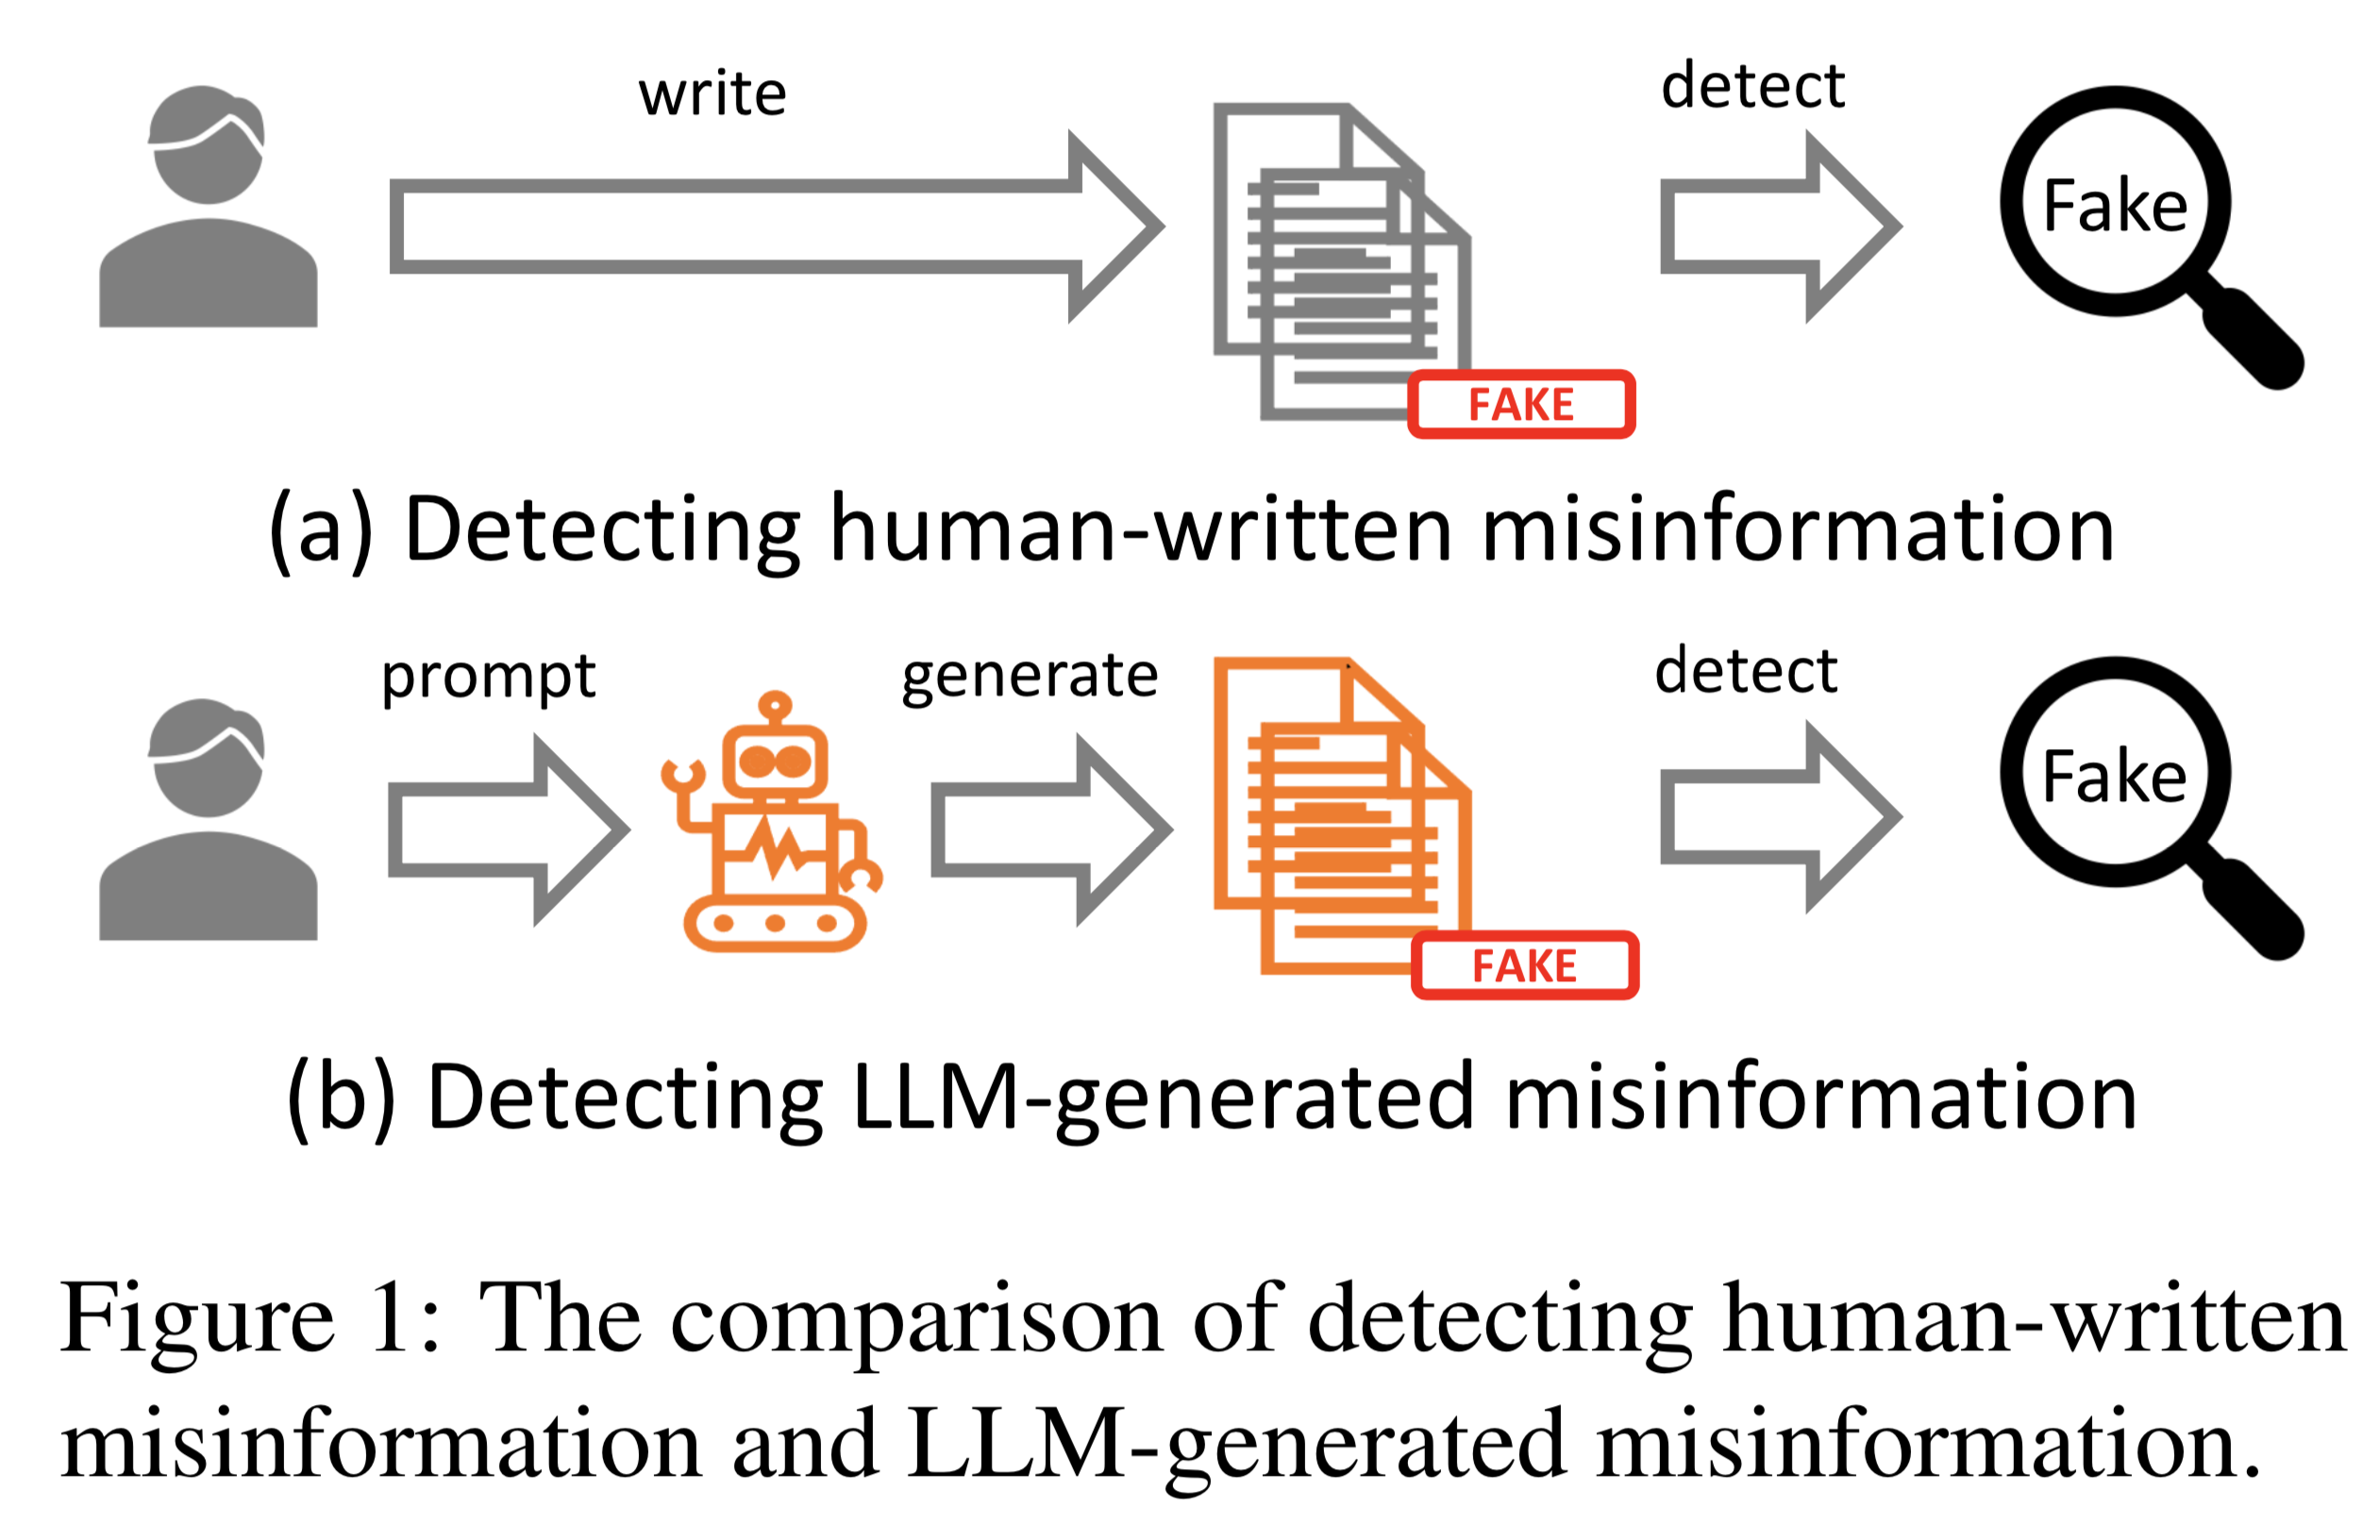 write
detect
Fake
FAKE
(a) Detecting human-written misinformation
prompt
generate
detect
Fake
FAKE
(b) Detecting LLM-generated misinformation
Figure 1: The comparison of detecting human-written
misinformation and LLM-generated misinformation.